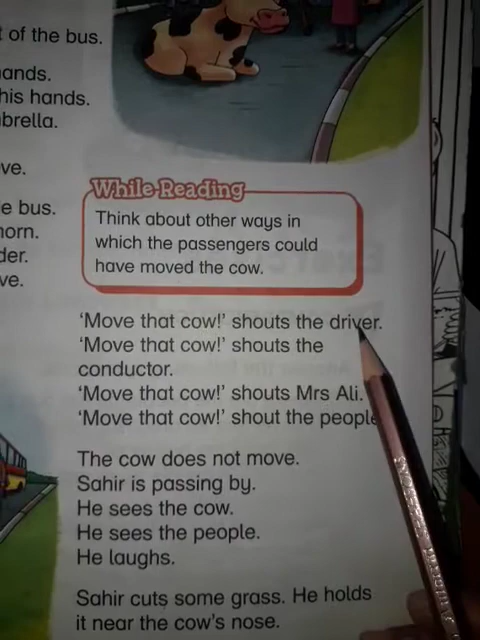 of the bus.
ands.
his hands.
brella.
ve.
e bus.
horn.
der.
ve.
While Reading
Think about other ways in
which the passengers could
have moved the cow.
‘Move that cow!’ shouts the driver.
‘Move that cow!’ shouts the
conductor.
‘Move that cow!’ shouts Mrs Ali.
‘Move that cow!’ shout the people
The cow does not move.
Sahir is passing by.
He sees the cow.
He sees the people.
He laughs.
Sahir cuts some grass. He holds
it near the cow’s nose.